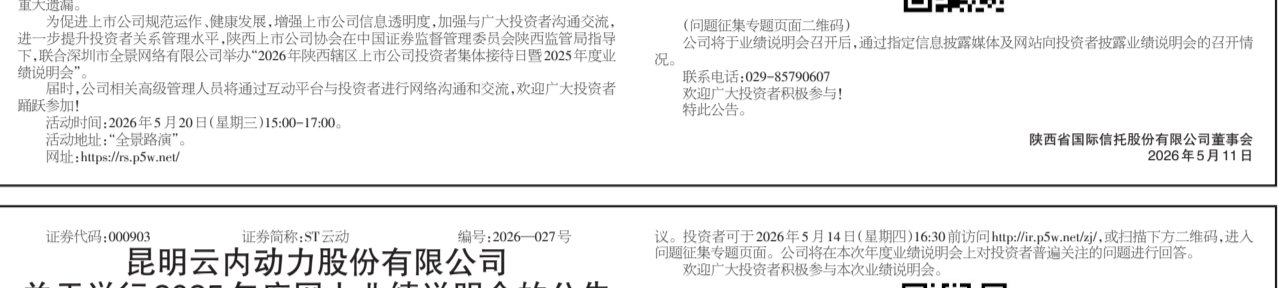 重大遗漏。
为促进上市公司规范运作、健康发展，增强上市公司信息透明度，加强与广大投资者沟通交流，
进一步提升投资者关系管理水平，陕西上市公司协会在中国证券监督管理委员会陕西监管局指导
下，联合深圳市全景网络有限公司举办“2026年陕西辖区上市公司投资者集体接待日暨2025年度业
绩说明会”。
届时，公司相关高级管理人员将通过互动平台与投资者进行网络沟通和交流，欢迎广大投资者
踊跃参加！
活动时间：2026年5月20日（星期三）15:00-17:00。
活动地址：“全景路演”。
网址：https://rs.p5w.net/
（问题征集专题页面二维码）
公司将于业绩说明会召开后，通过指定信息披露媒体及网站向投资者披露业绩说明会的召开情
况。
联系电话：029-85790607
欢迎广大投资者积极参与！
特此公告。
陕西省国际信托股份有限公司董事会
2026年5月11日
证券代码：000903 证券简称：ST云动 编号：2026—027号
昆明云内动力股份有限公司
关于举行2025年度网上业绩说明会的公告
议。投资者可于2026年5月14日（星期四）16:30前访问http://ir.p5w.net/zj/，或扫描下方二维码，进入
问题征集专题页面。公司将在本次年度业绩说明会上对投资者普遍关注的问题进行回答。
欢迎广大投资者积极参与本次业绩说明会。